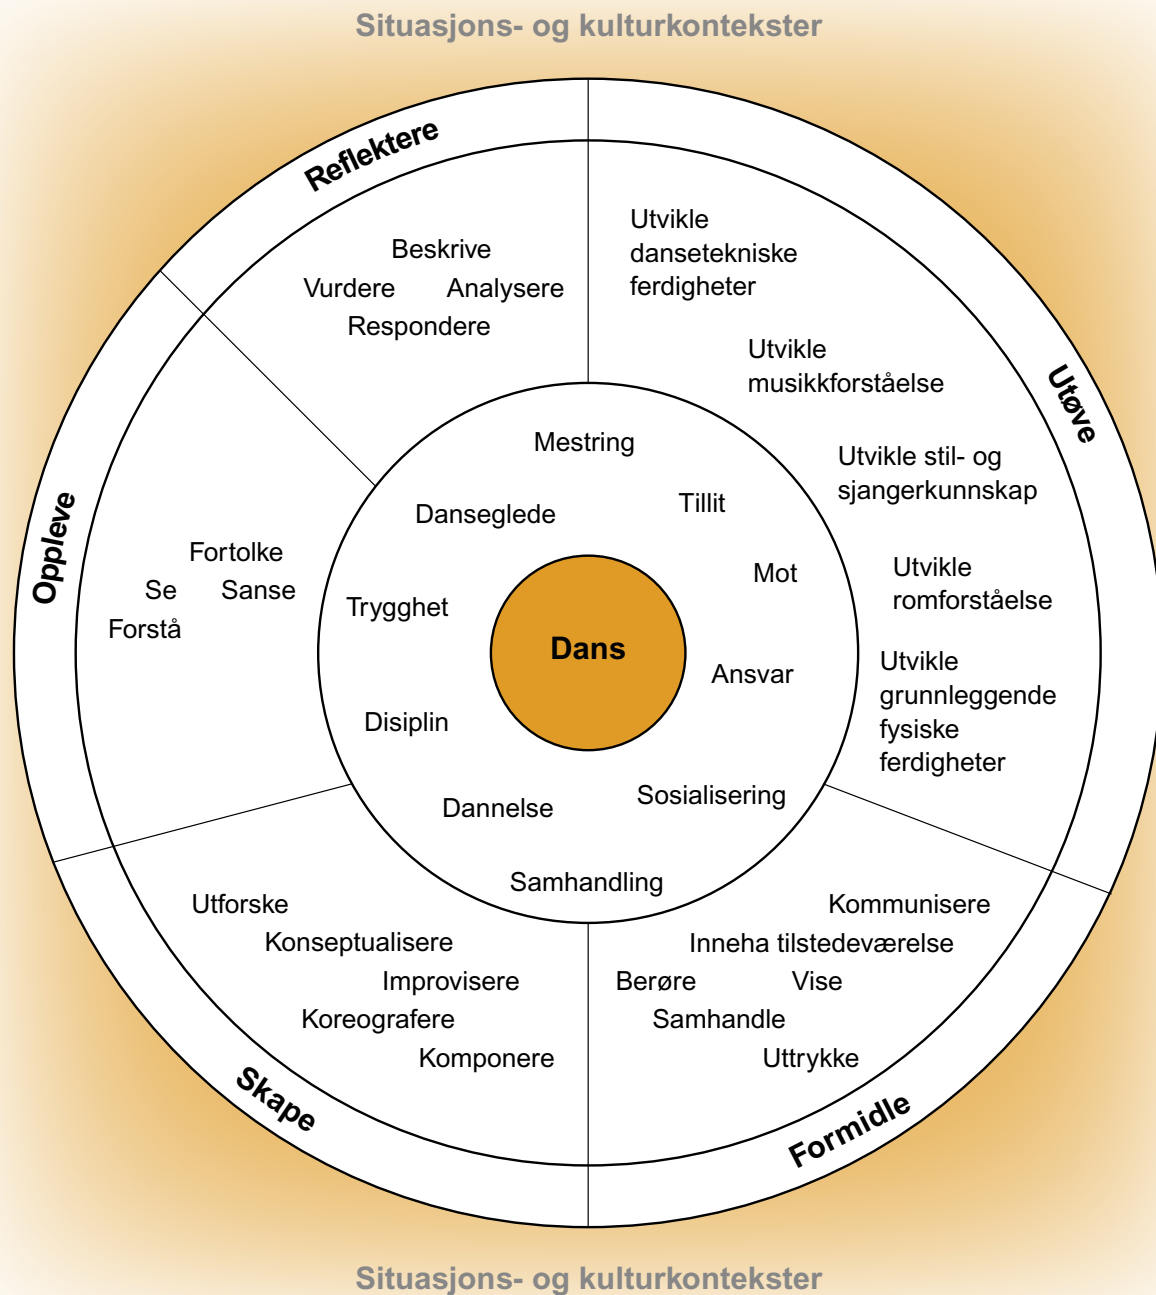 Situasjons- og kulturkontekster
Reflektere
Beskrive
Vurdere Analysere
Respondere
Utøve
Utvikle
dansetekniske
ferdigheter
Utvikle
musikkforståelse
Utvikle stil- og
sjangerkunnskap
Utvikle
romforståelse
Utvikle
grunnleggende
fysiske
ferdigheter
Oppleve
Fortolke
Se Sanse
Forstå
Mestring
Danseglede
Tillit
Mot
Trygghet
Dans
Ansvar
Disiplin
Dannelse
Sosialisering
Samhandling
Skape
Utforske
Konseptualisere
Improvisere
Koreografere
Komponere
Formidle
Kommunisere
Inneha tilstedeværelse
Berøre Vise
Samhandle
Uttrykke
Situasjons- og kulturkontekster